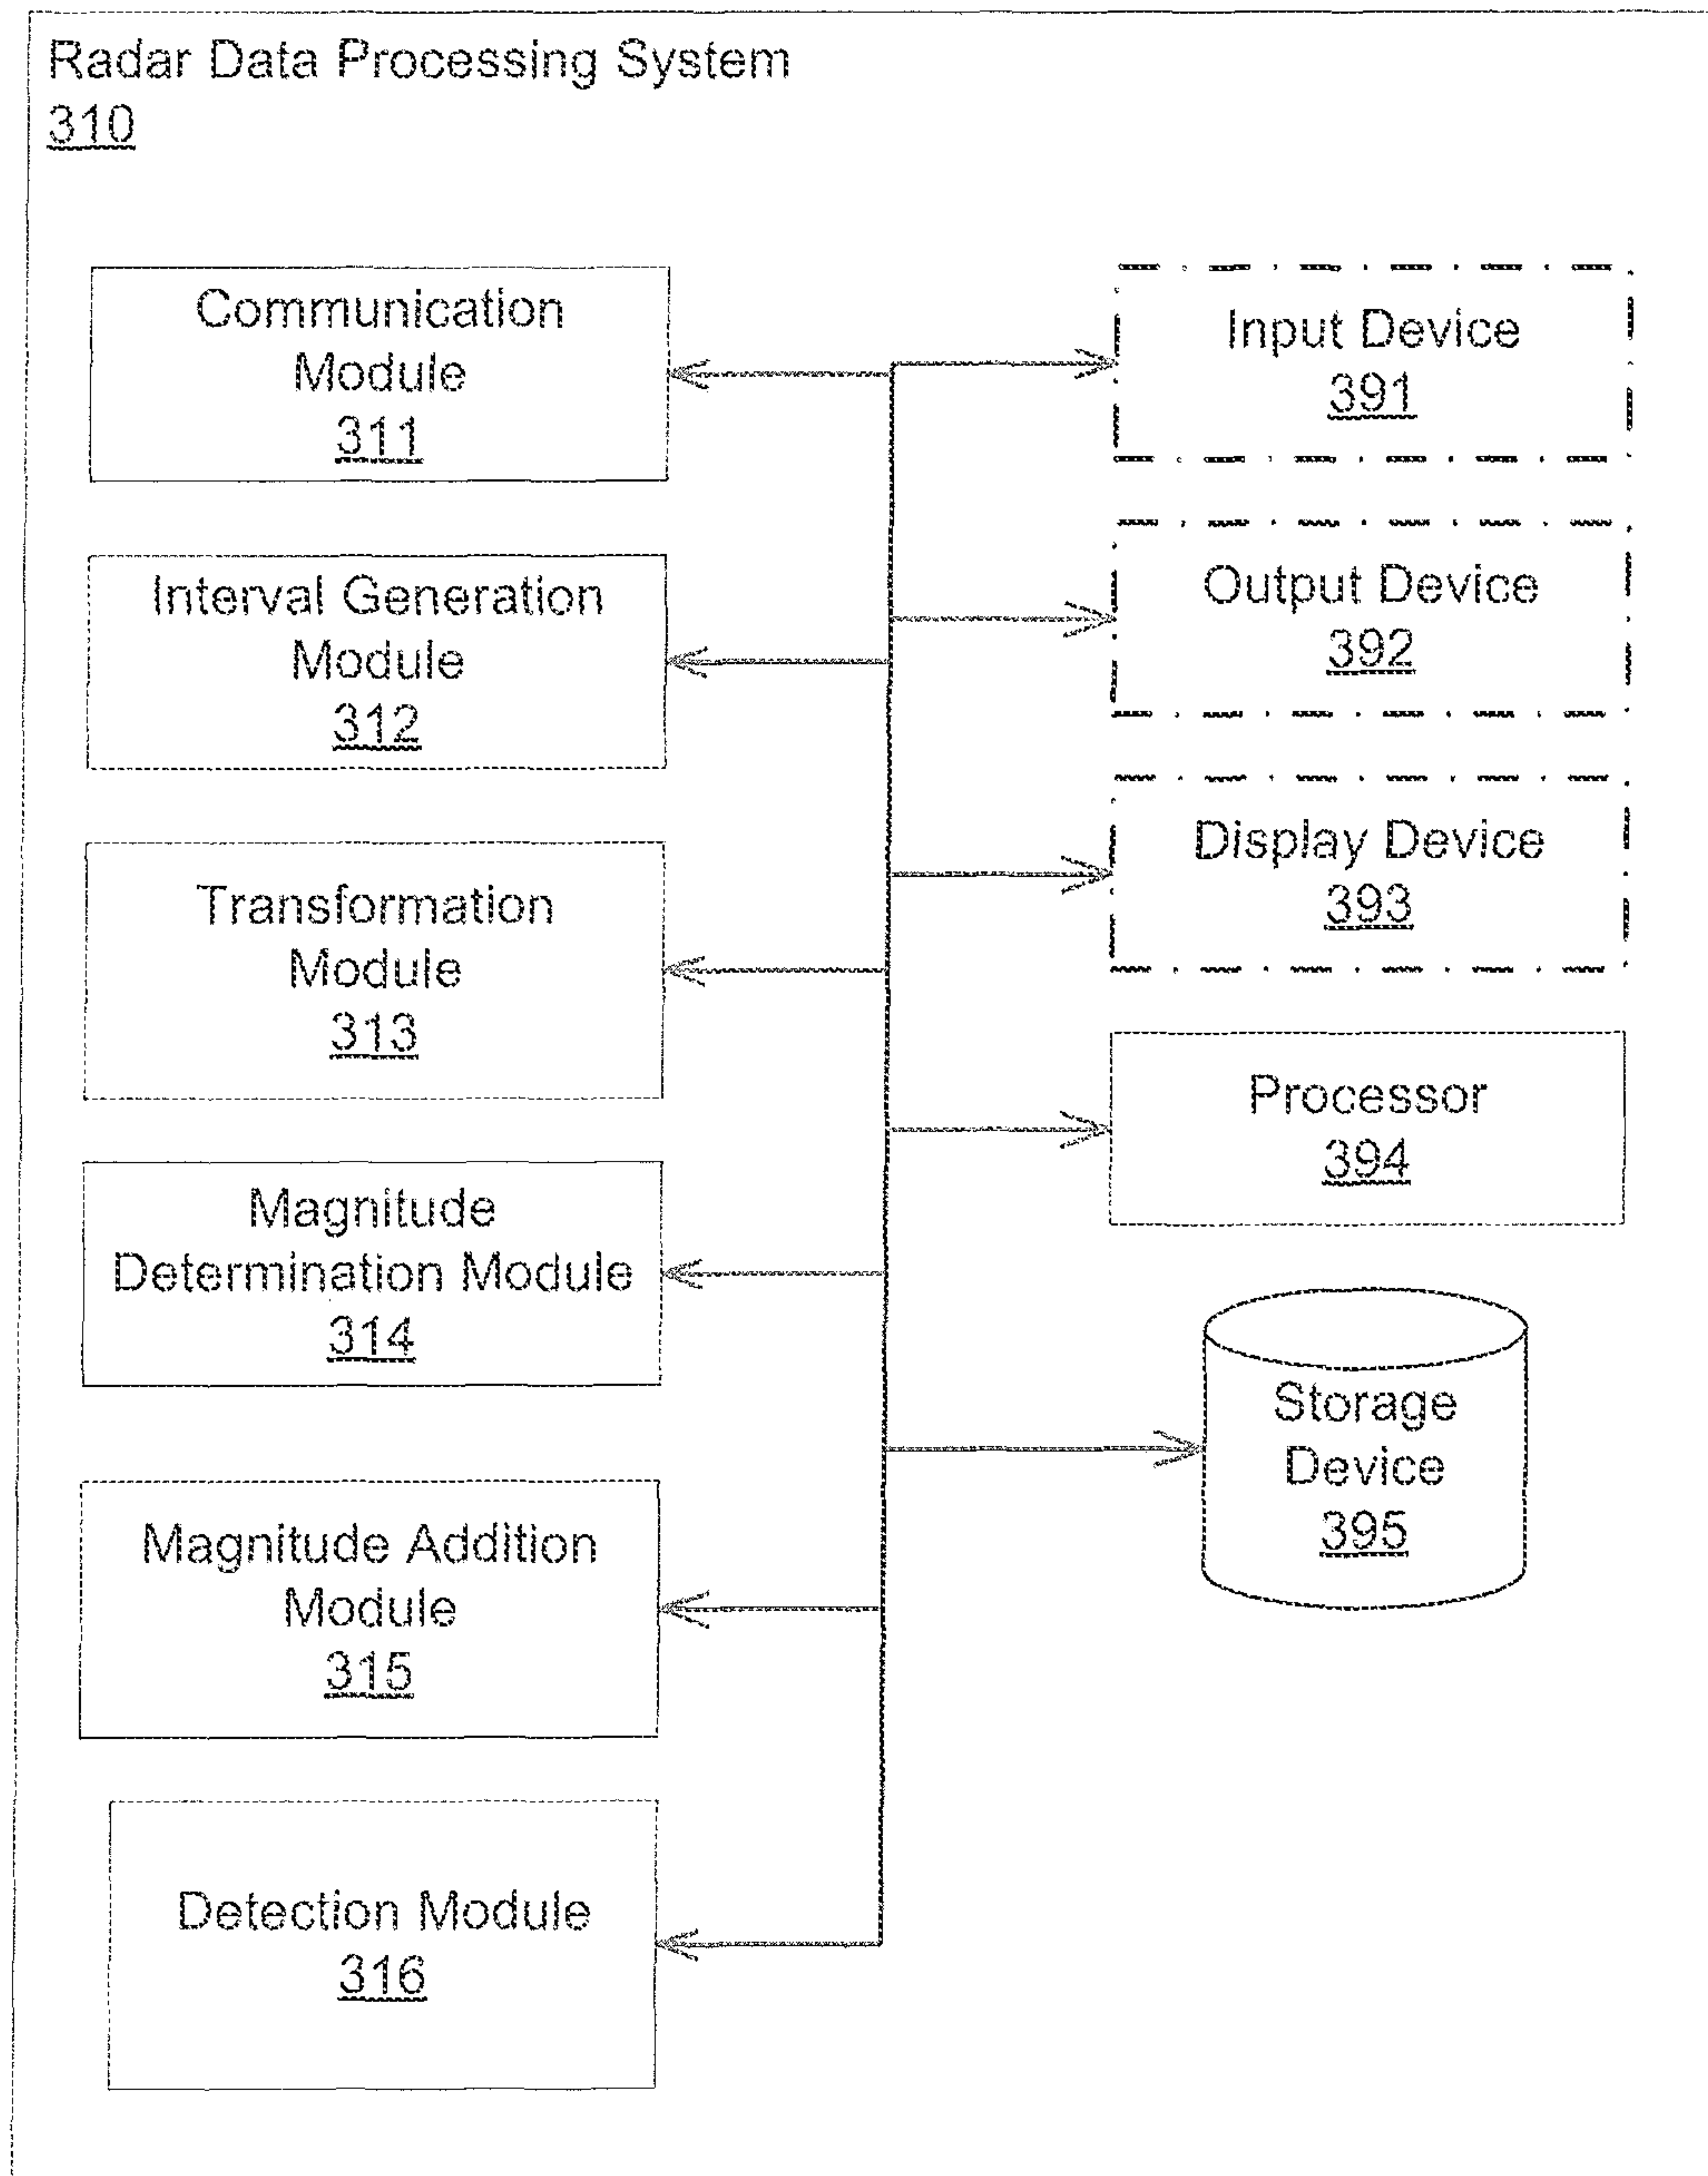 Radar Data Processing System
310
Communication
Module
311
Interval Generation
Module
312
Transformation
Module
313
Magnitude
Determination Module
314
Magnitude Addition
Module
315
Detection Module
316
Input Device
391
Output Device
392
Display Device
393
Processor
394
Storage
Device
395